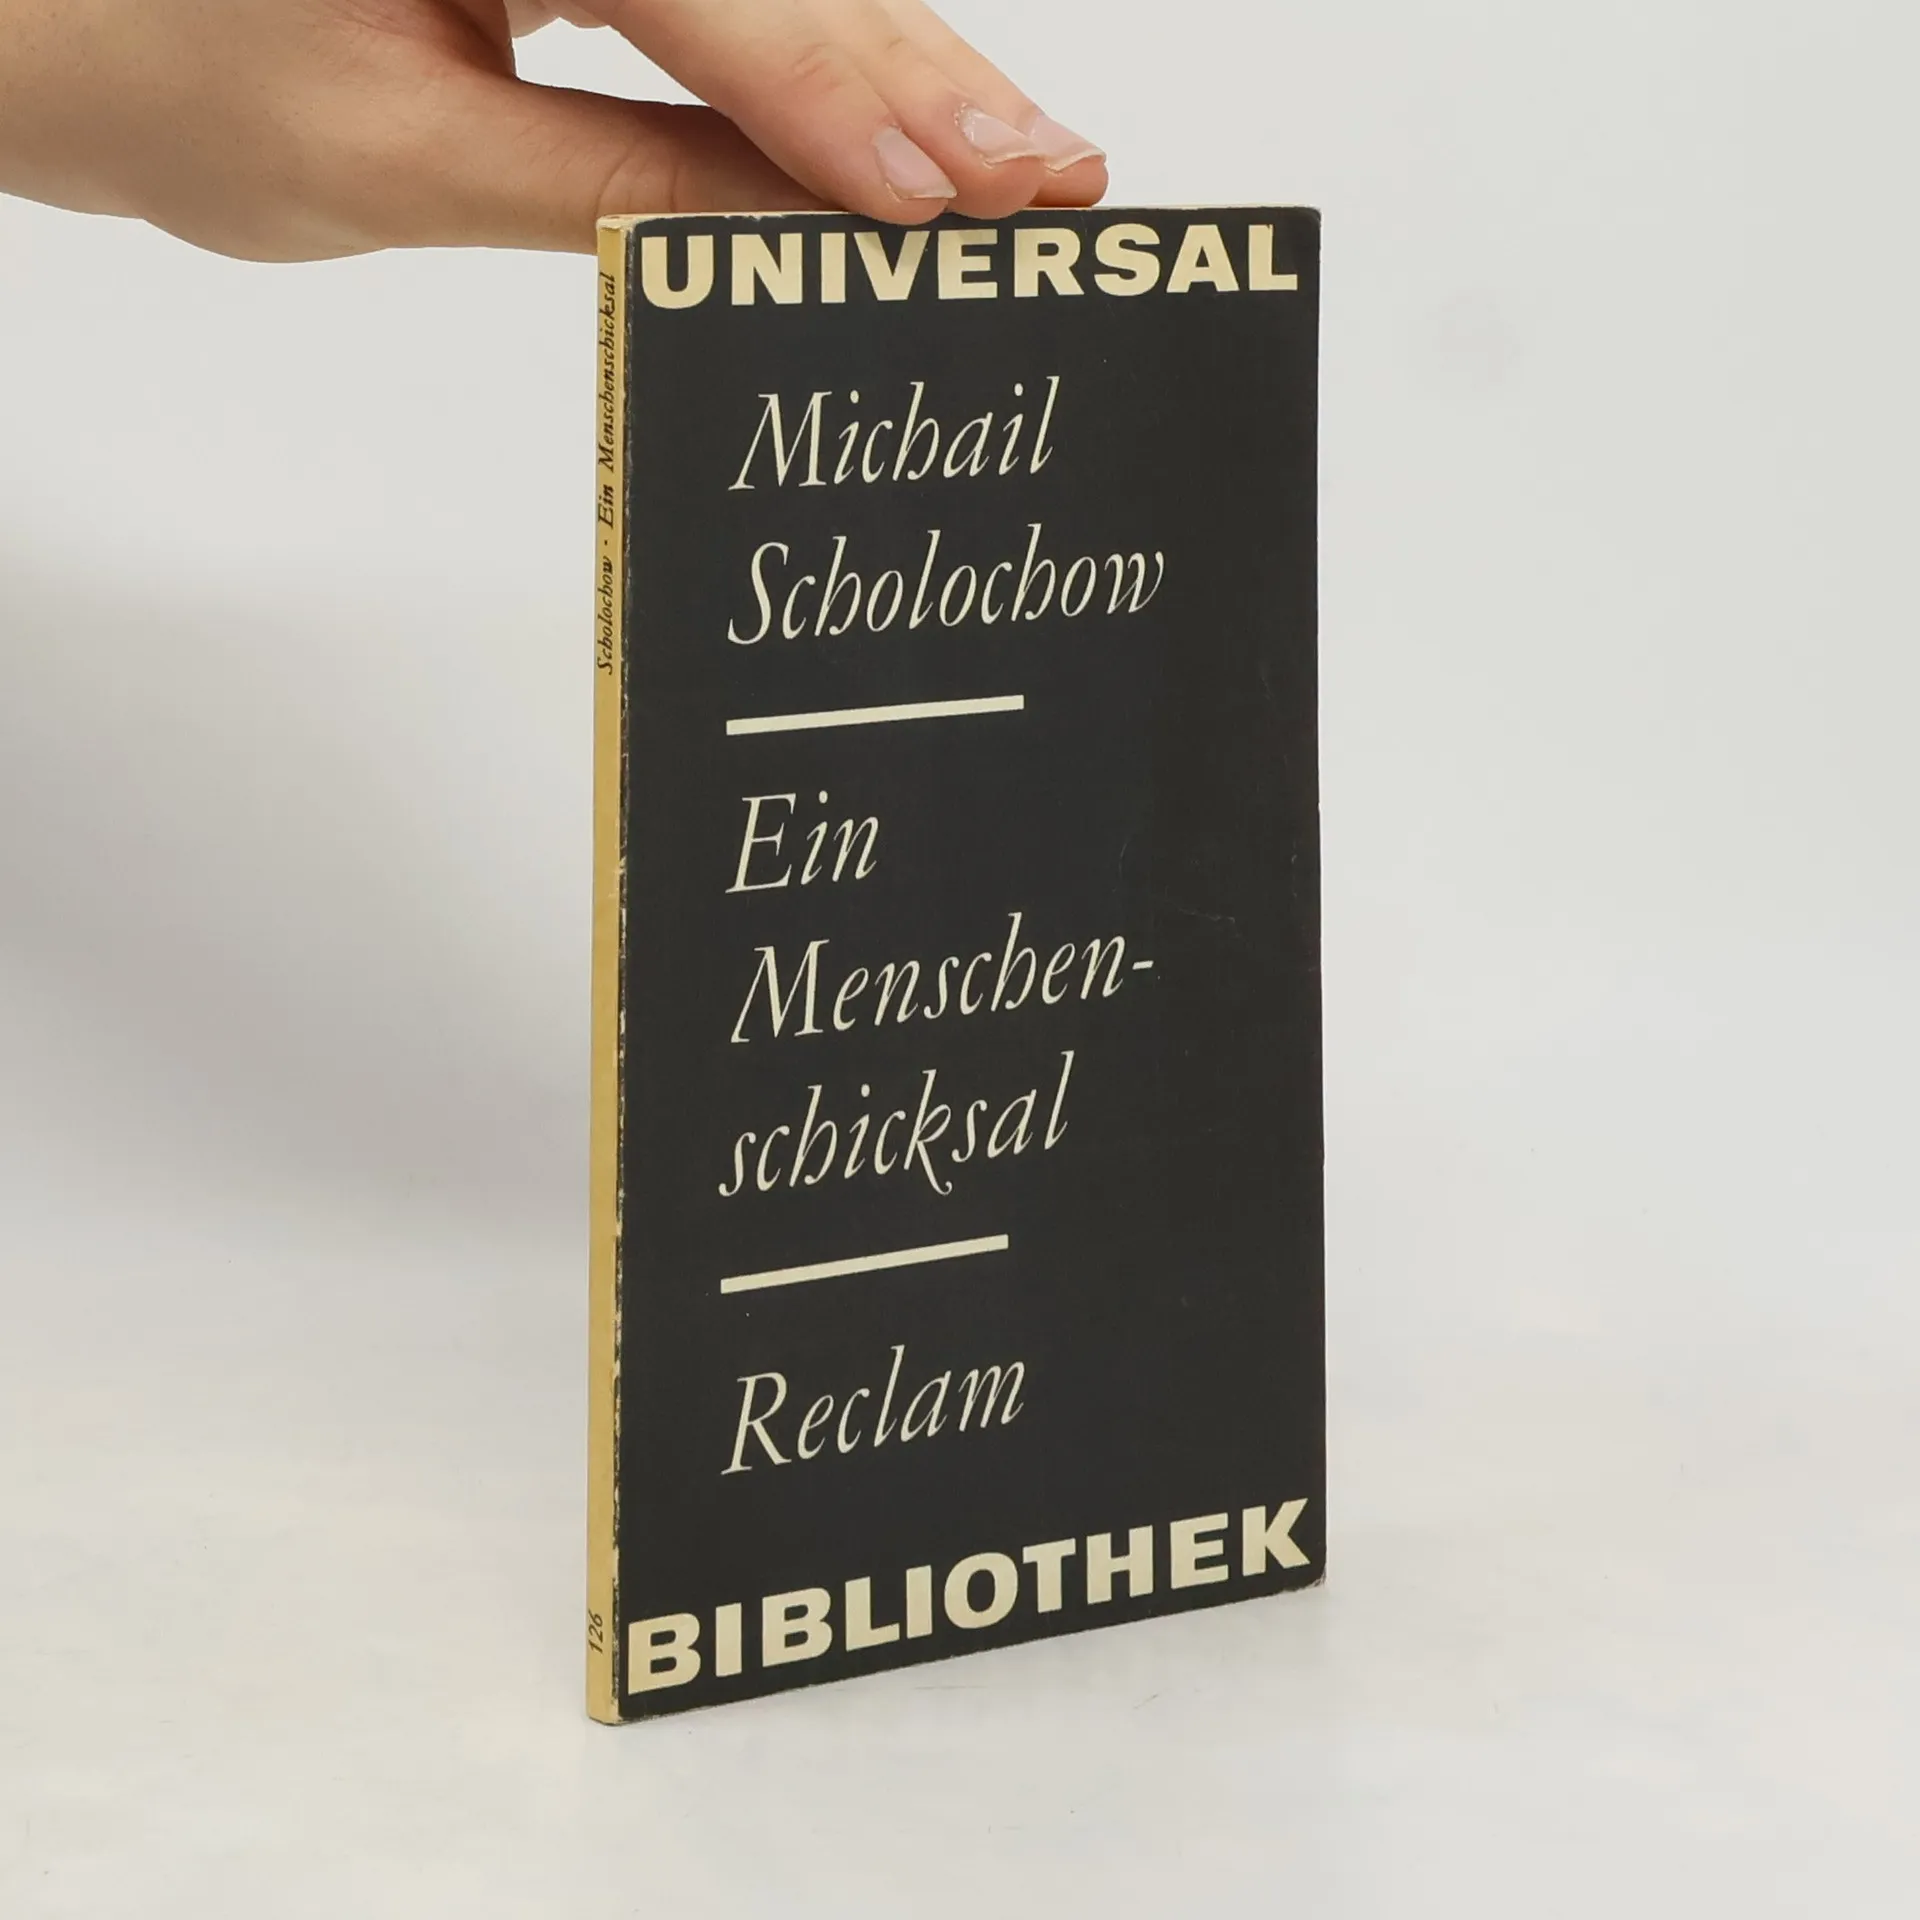 UNIVERSAL
Michail
Scholochow
Ein
Menschen-
schicksal
Reclam
BIBLIOTHEK
Scholochow · Ein Menschenschicksal
126